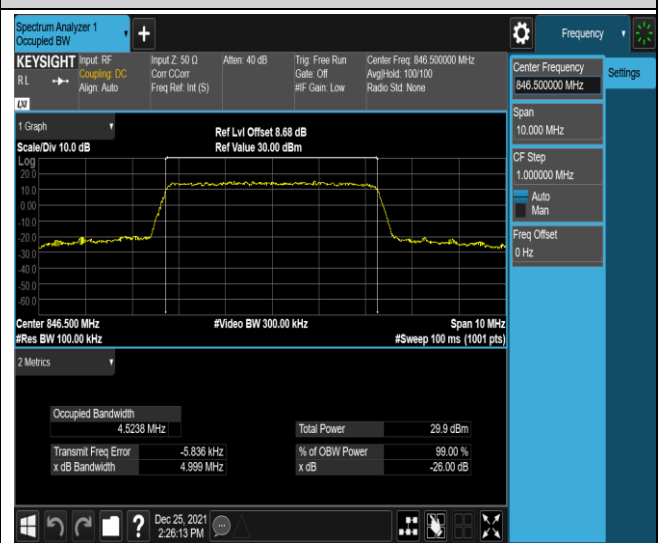 Spectrum Analyzer 1
Occupied BW
+
Frequency
KEYSIGHT
R L
LXI
Input: RF
Coupling: DC
Align: Auto
Input Z: 50 Ω
Corr CCorr
Freq Ref: Int (S)
Atten: 40 dB
Trig: Free Run
Gate: Off
#IF Gain: Low
Center Freq: 846.500000 MHz
Avg|Hold: 100/100
Radio Std: None
Center Frequency
846.500000 MHz
Settings
Span
10.000 MHz
CF Step
1.000000 MHz
Auto
Man
Freq Offset
0 Hz
1 Graph
Scale/Div 10.0 dB
Ref Lvl Offset 8.68 dB
Ref Value 30.00 dBm
Log
20.0
10.0
0.00
-10.0
-20.0
-30.0
-40.0
-50.0
-60.0
Center 846.500 MHz
#Res BW 100.00 kHz
#Video BW 300.00 kHz
Span 10 MHz
#Sweep 100 ms (1001 pts)
2 Metrics
Occupied Bandwidth
4.5238 MHz
Total Power 29.9 dBm
Transmit Freq Error -5.836 kHz
% of OBW Power 99.00 %
x dB Bandwidth 4.999 MHz
x dB -26.00 dB
?
Dec 25, 2021
2:26:13 PM